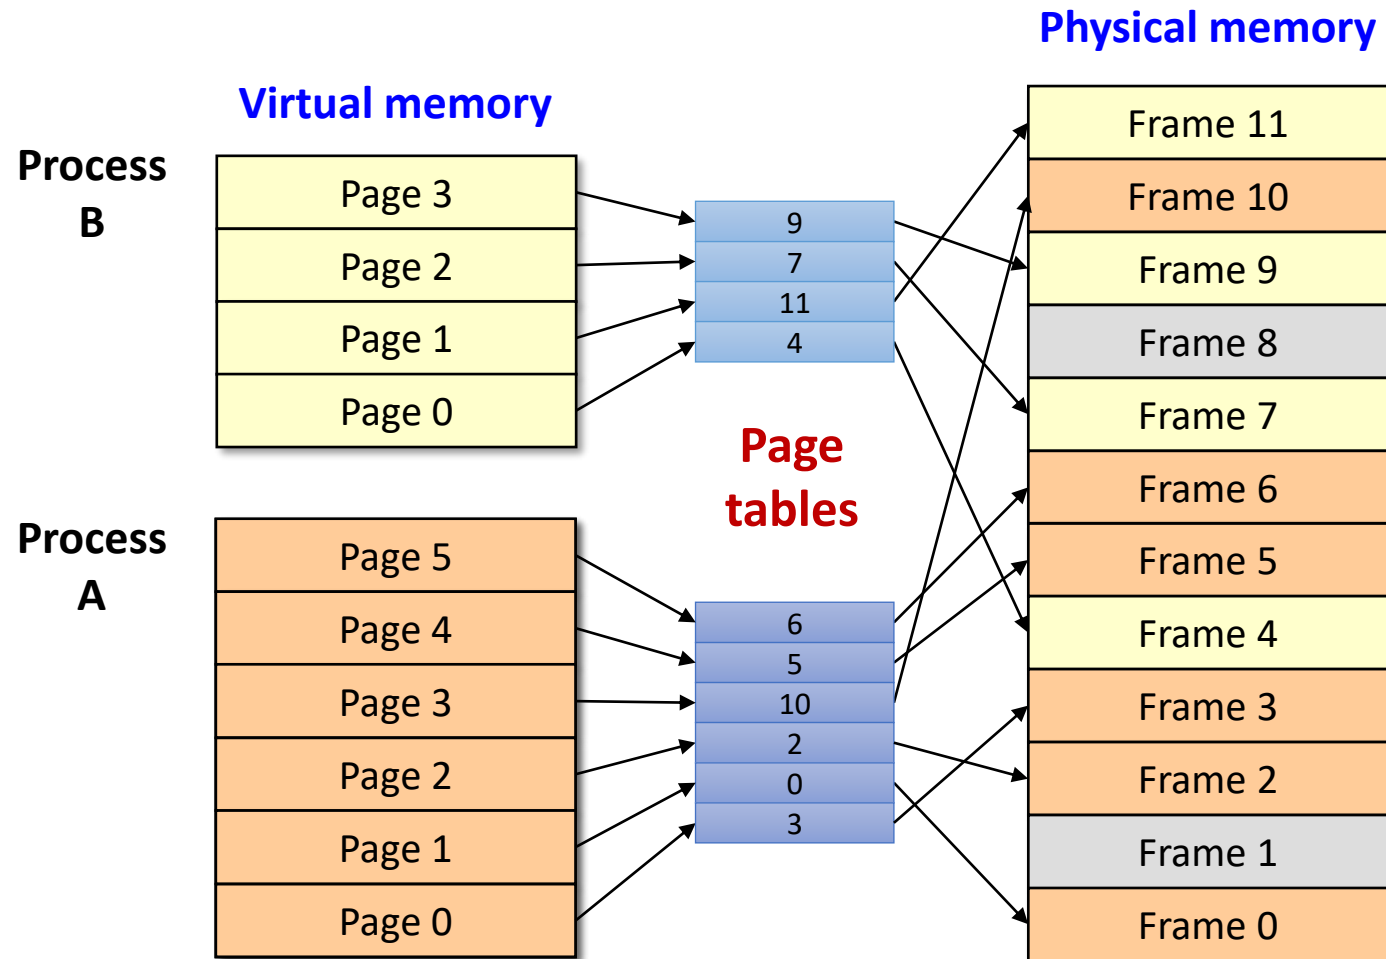 Physical memory
Virtual memory
Process
B
Page 3
Page 2
Page 1
Page 0
9
7
11
4
Page
tables
Process
A
Page 5
Page 4
Page 3
Page 2
Page 1
Page 0
6
5
10
2
0
3
Frame 11
Frame 10
Frame 9
Frame 8
Frame 7
Frame 6
Frame 5
Frame 4
Frame 3
Frame 2
Frame 1
Frame 0